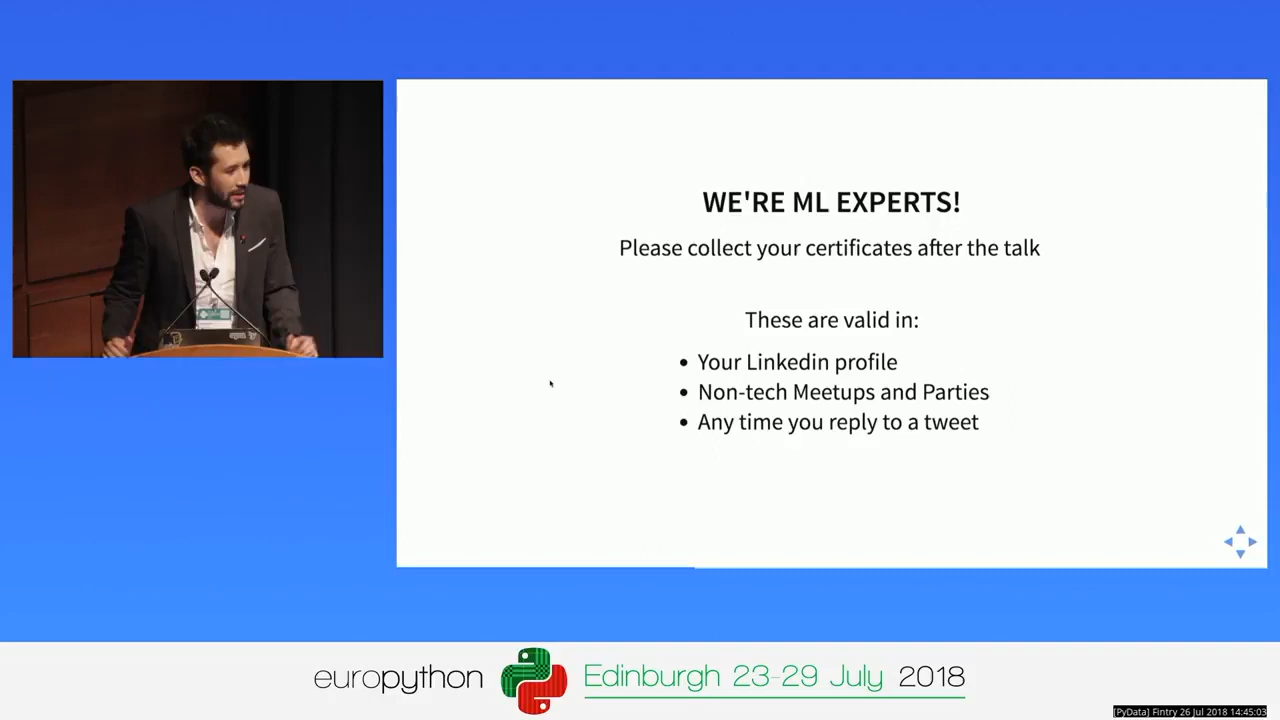 WE'RE ML EXPERTS!
Please collect your certificates after the talk
These are valid in:
• Your Linkedin profile
• Non-tech Meetups and Parties
• Any time you reply to a tweet
europython Edinburgh 23-29 July 2018
[PyData] Fintry 26 Jul 2018 14:45:03